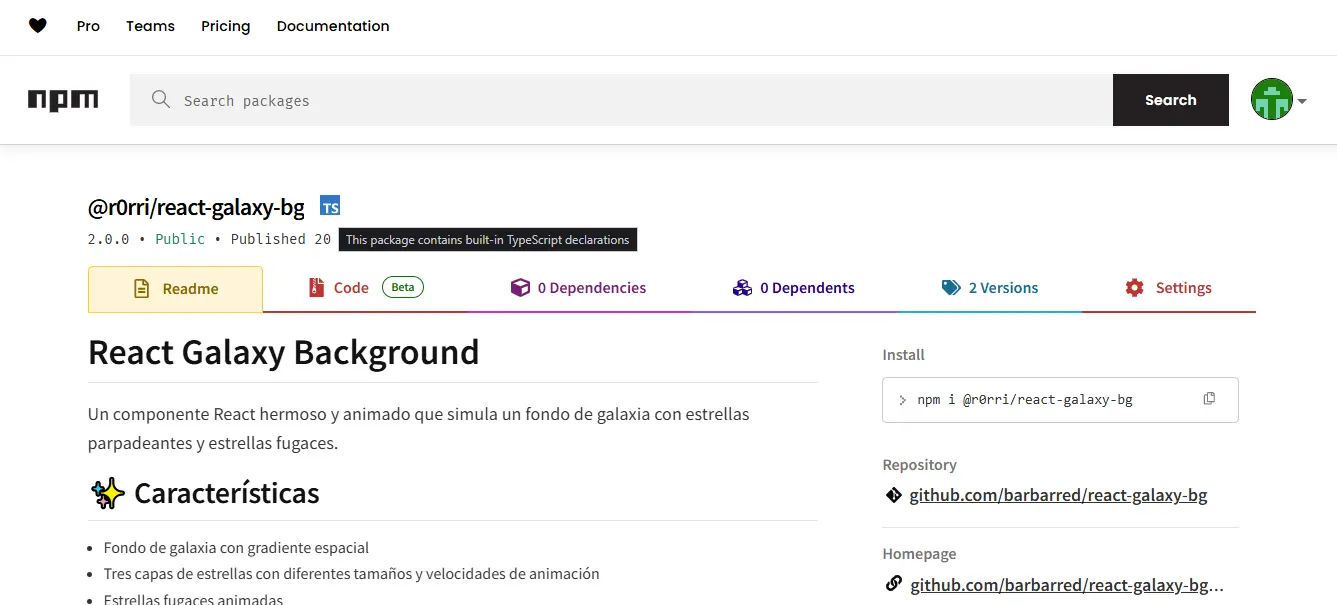 Pro Teams Pricing Documentation
npm Search packages Search
@r0rri/react-galaxy-bg TS
2.0.0 • Public • Published 20
This package contains built-in TypeScript declarations
Readme Code Beta 0 Dependencies 0 Dependents 2 Versions Settings
React Galaxy Background
Un componente React hermoso y animado que simula un fondo de galaxia con estrellas
parpadeantes y estrellas fugaces.
✨ Características
• Fondo de galaxia con gradiente espacial
• Tres capas de estrellas con diferentes tamaños y velocidades de animación
• Estrellas fugaces animadas
Install
> npm i @r0rri/react-galaxy-bg
Repository
github.com/barbarred/react-galaxy-bg
Homepage
github.com/barbarred/react-galaxy-bg...